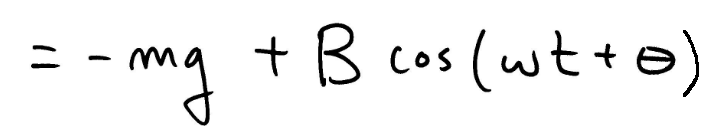 = - mg + B cos(ωt + θ)